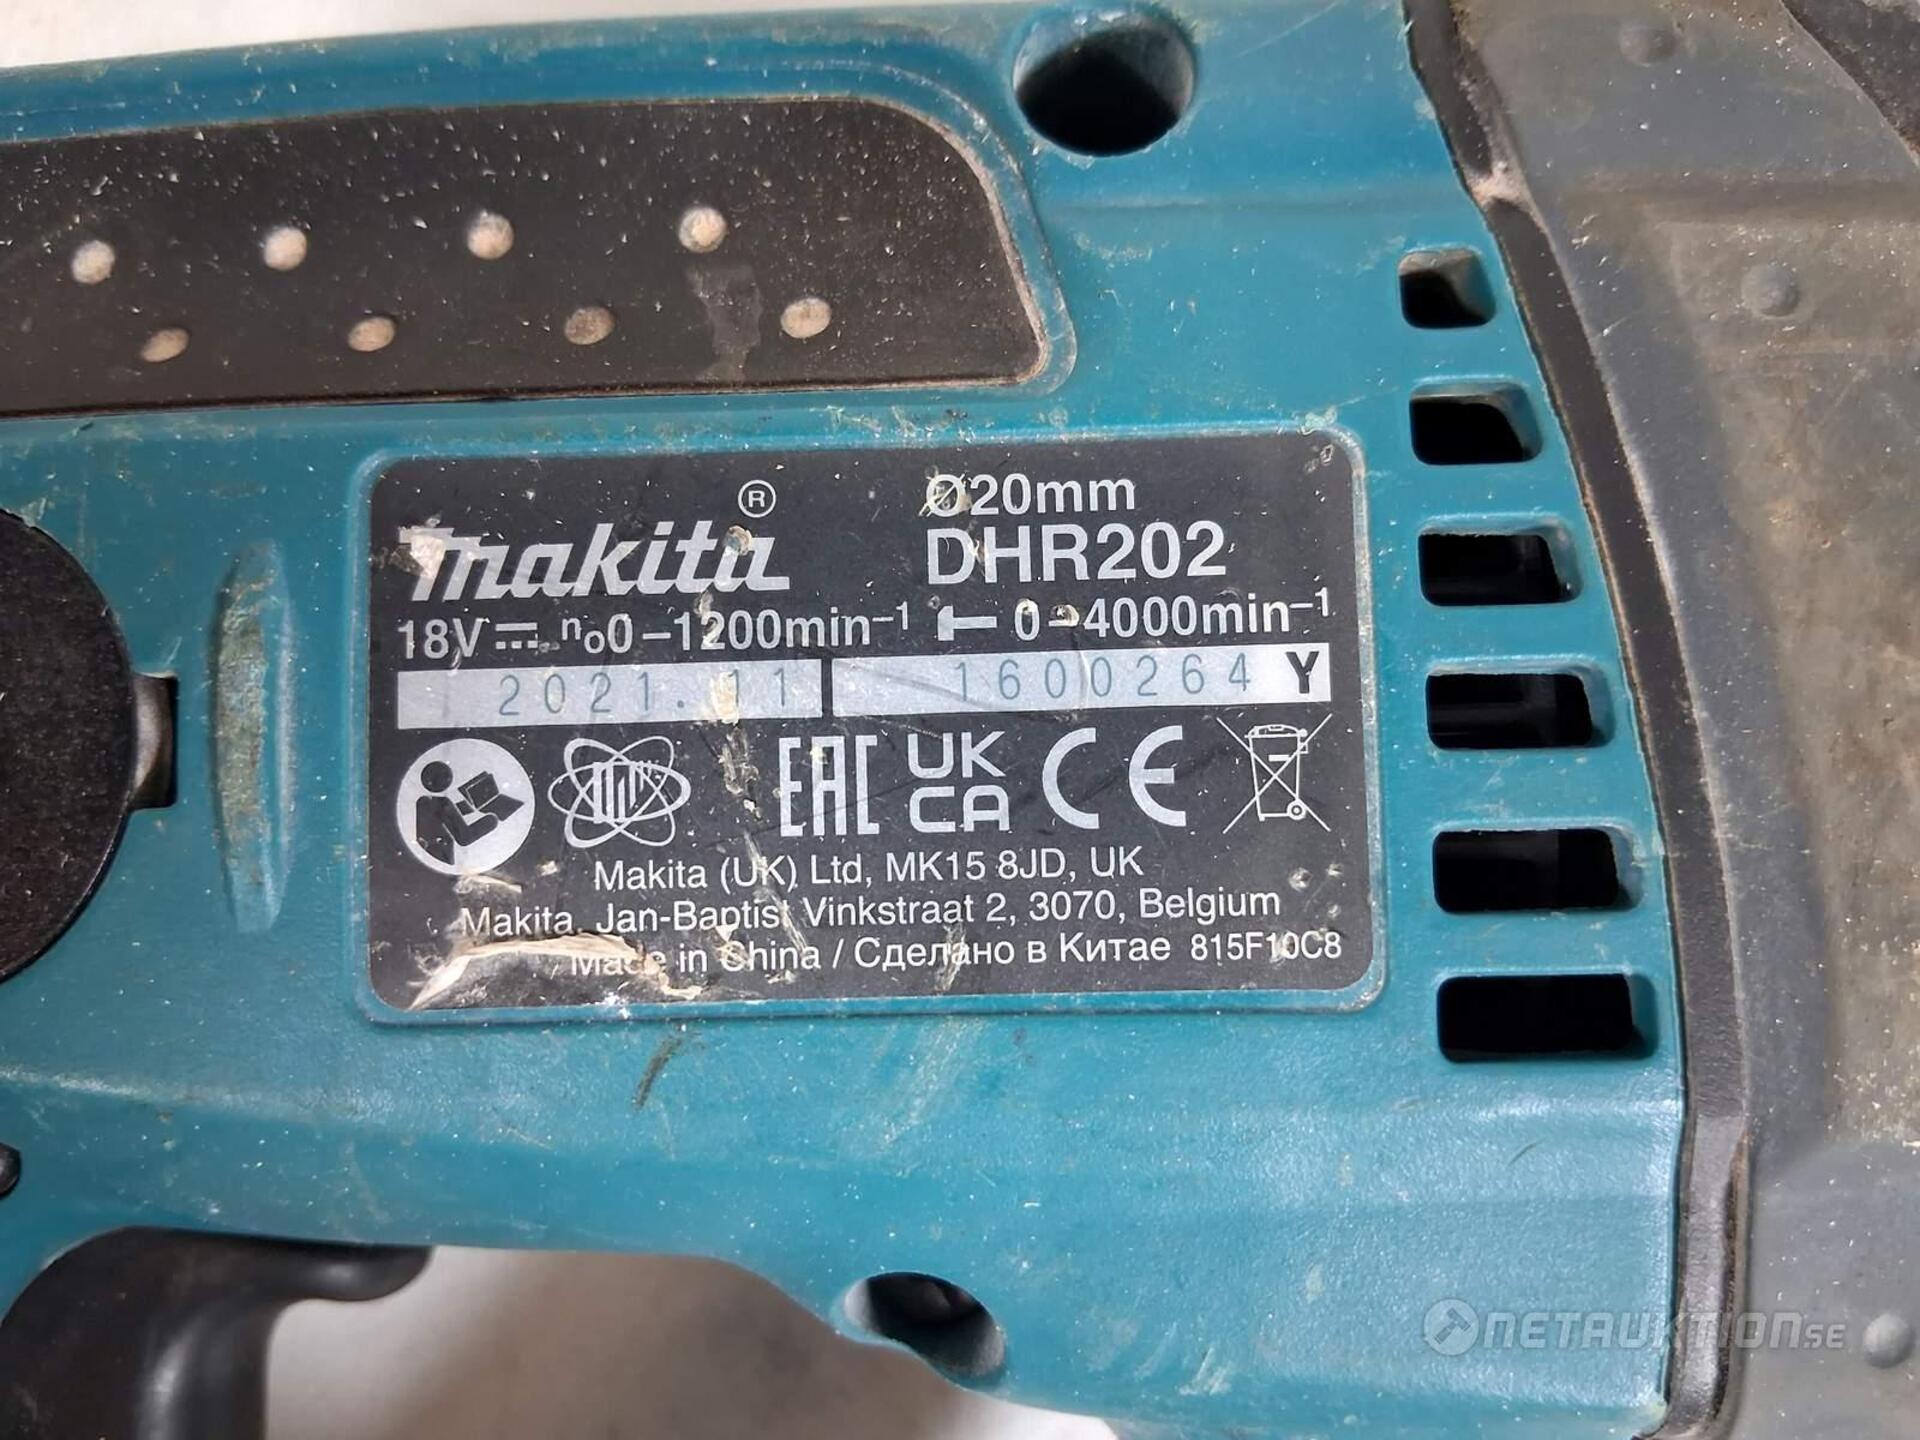 makita® Ø20mm
DHR202
18V n₀0–1200min⁻¹ 0–4000min⁻¹
2021.11 1600264 Y
EAC UK CA CE
Makita (UK) Ltd, MK15 8JD, UK
Makita, Jan-Baptist Vinkstraat 2, 3070, Belgium
Made in China / Сделано в Китае 815F10C8
NETAUKTION.SE